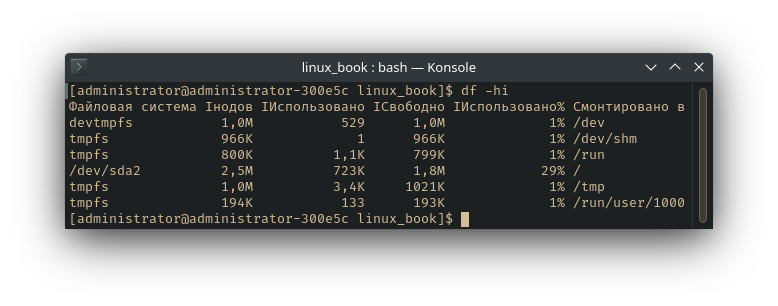 linux_book : bash — Konsole
[administrator@administrator-300e5c linux_book]$ df -hi
Файловая система Iнодов IИспользовано IСвободно IИспользовано% Смонтировано в
devtmpfs 1,0M 529 1,0M 1% /dev
tmpfs 966K 1 966K 1% /dev/shm
tmpfs 800K 1,1K 799K 1% /run
/dev/sda2 2,5M 723K 1,8M 29% /
tmpfs 1,0M 3,4K 1021K 1% /tmp
tmpfs 194K 133 193K 1% /run/user/1000
[administrator@administrator-300e5c linux_book]$